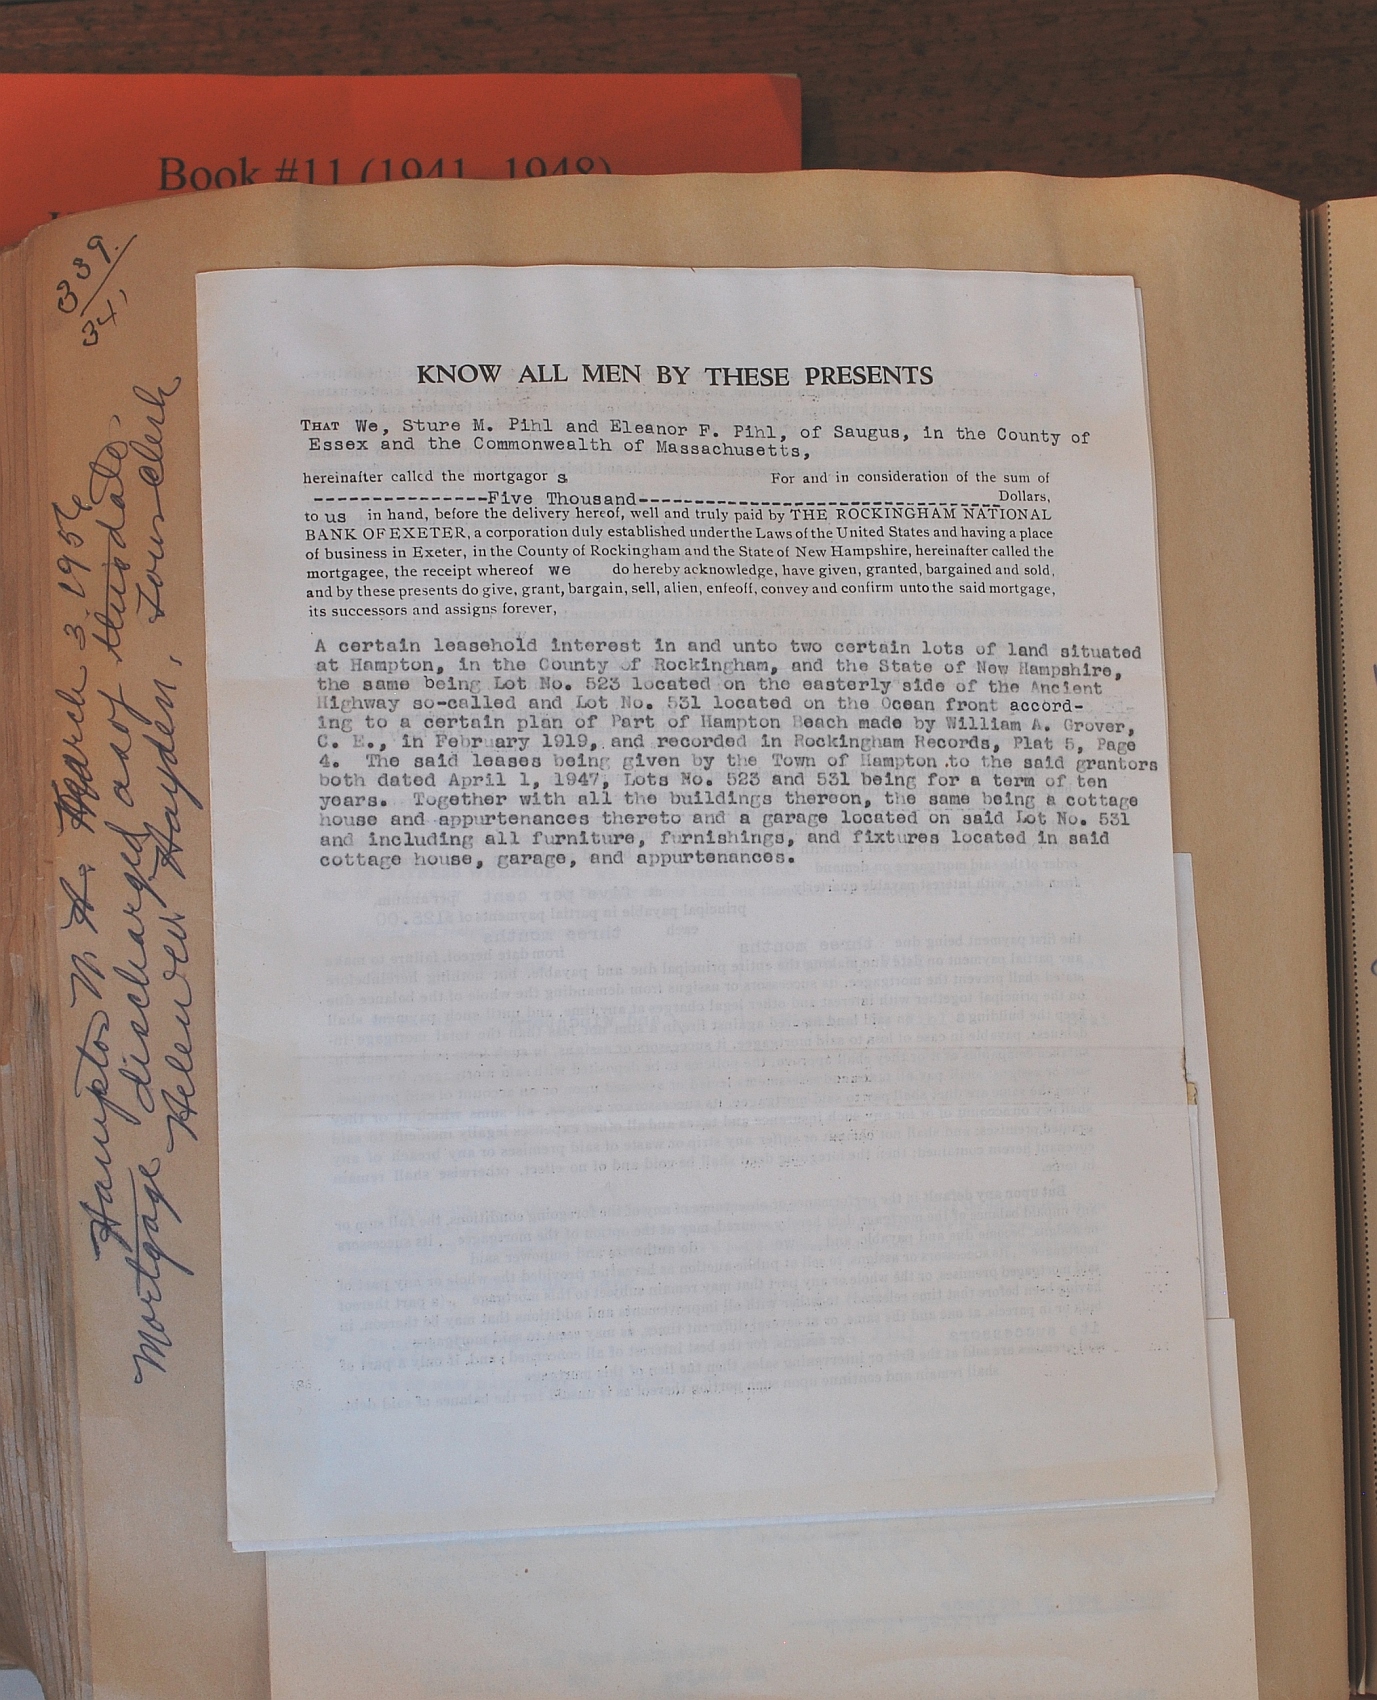 Book #11 (1941 1948)
339.
34,
Hampton N. H. March 3, 1956
Mortgage discharged as of this date.
Helen W. Hayden, Town Clerk
KNOW ALL MEN BY THESE PRESENTS
THAT We, Sture M. Pihl and Eleanor F. Pihl, of Saugus, in the County of
Essex and the Commonwealth of Massachusetts,
hereinafter called the mortgagor s For and in consideration of the sum of
---------------Five Thousand-------------------------------- Dollars,
to us in hand, before the delivery hereof, well and truly paid by THE ROCKINGHAM NATIONAL
BANK OF EXETER, a corporation duly established under the Laws of the United States and having a place
of business in Exeter, in the County of Rockingham and the State of New Hampshire, hereinafter called the
mortgagee, the receipt whereof we do hereby acknowledge, have given, granted, bargained and sold,
and by these presents do give, grant, bargain, sell, alien, enfeoff, convey and confirm unto the said mortgage,
its successors and assigns forever,
A certain leasehold interest in and unto two certain lots of land situated
at Hampton, in the County of Rockingham, and the State of New Hampshire,
the same being Lot No. 523 located on the easterly side of the Ancient
Highway so-called and Lot No. 531 located on the Ocean front accord-
ing to a certain plan of Part of Hampton Beach made by William A. Grover,
C. E., in February 1919, and recorded in Rockingham Records, Plat 5, Page
4. The said leases being given by the Town of Hampton to the said grantors
both dated April 1, 1947, Lots No. 523 and 531 being for a term of ten
years. Together with all the buildings thereon, the same being a cottage
house and appurtenances thereto and a garage located on said Lot No. 531
and including all furniture, furnishings, and fixtures located in said
cottage house, garage, and appurtenances.